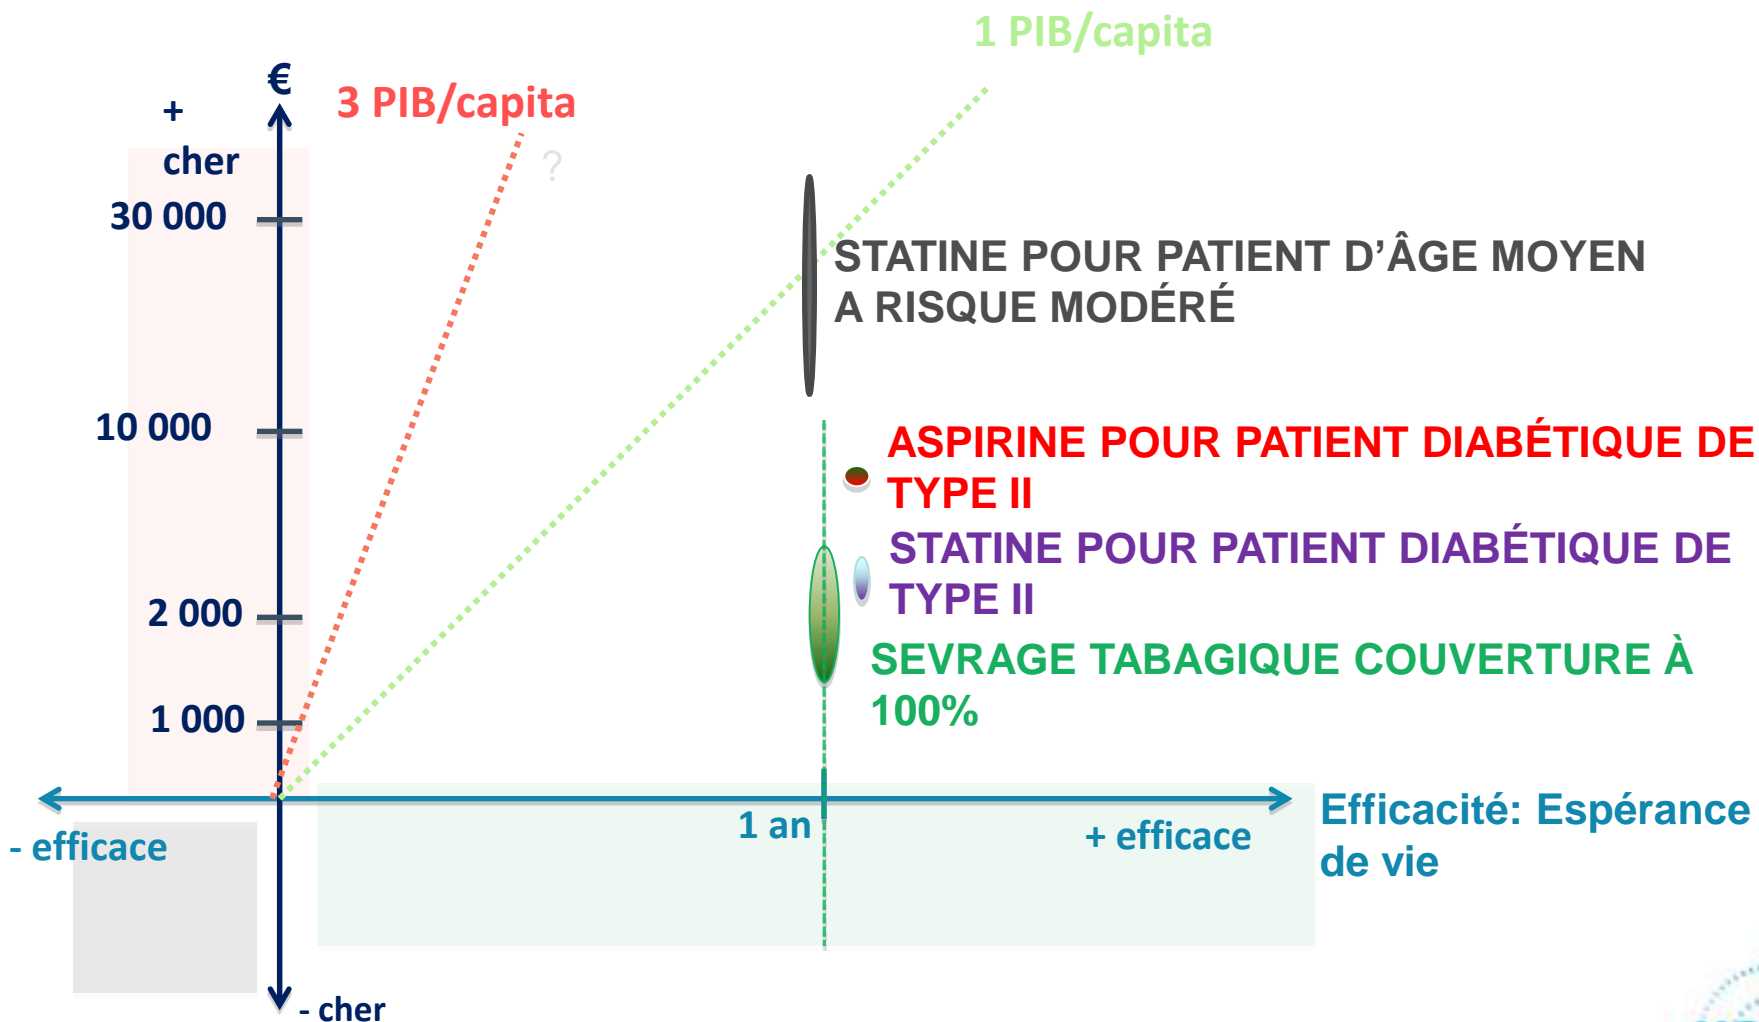 1 PIB/capita
€
3 PIB/capita
+
cher
?
30 000
STATINE POUR PATIENT D’ÂGE MOYEN
A RISQUE MODÉRÉ
10 000
ASPIRINE POUR PATIENT DIABÉTIQUE DE
TYPE II
STATINE POUR PATIENT DIABÉTIQUE DE
TYPE II
2 000
SEVRAGE TABAGIQUE COUVERTURE À
100%
1 000
Efficacité: Espérance
de vie
1 an
+ efficace
- efficace
- cher